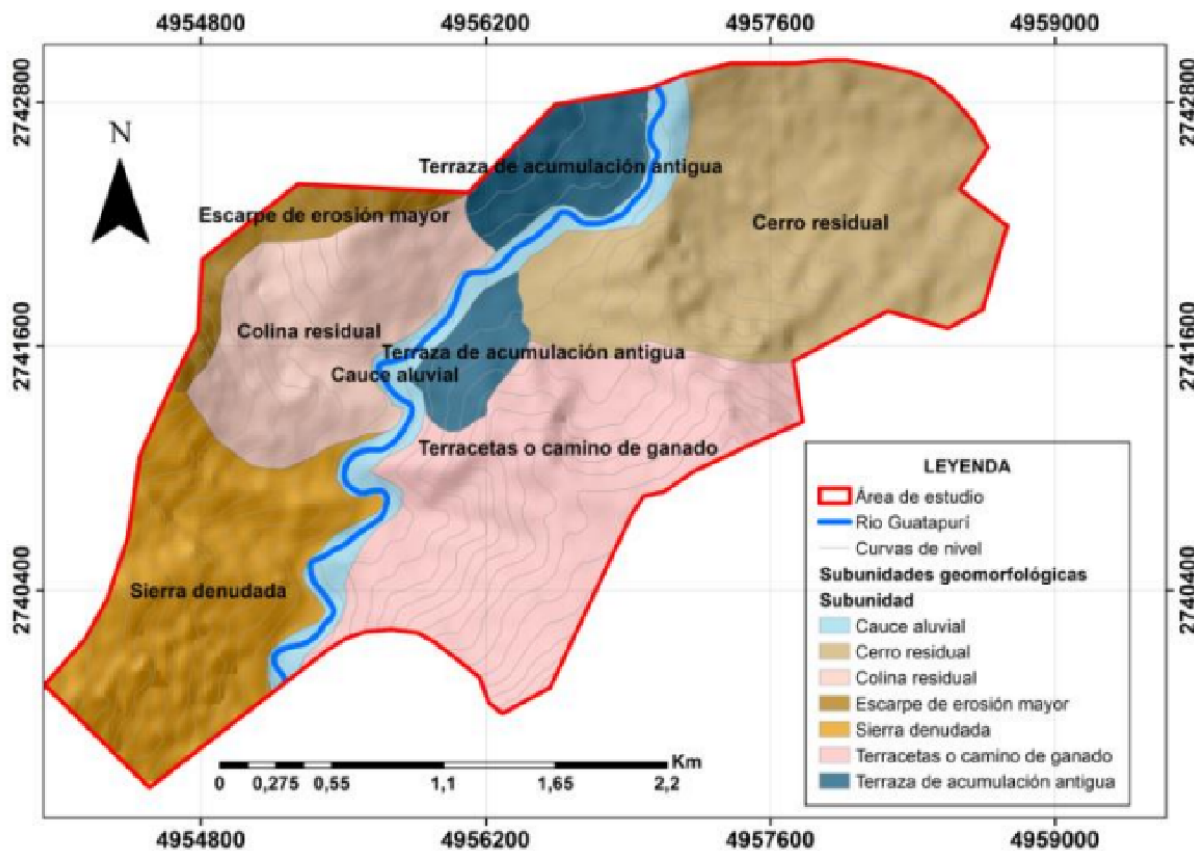 4954800 4956200 4957600 4959000
2742800 2742800
N
Terraza de acumulación antigua
Escarpe de erosión mayor
Cerro residual
Colina residual
2741600 2741600
Terraza de acumulación antigua
Cauce aluvial
Terracetas o camino de ganado
Sierra denudada
2740400 2740400
LEYENDA
Área de estudio
Rio Guatapurí
Curvas de nivel
Subunidades geomorfológicas
Subunidad
Cauce aluvial
Cerro residual
Colina residual
Escarpe de erosión mayor
Sierra denudada
Terracetas o camino de ganado
Terraza de acumulación antigua
Km
0 0,275 0,55 1,1 1,65 2,2
4954800 4956200 4957600 4959000